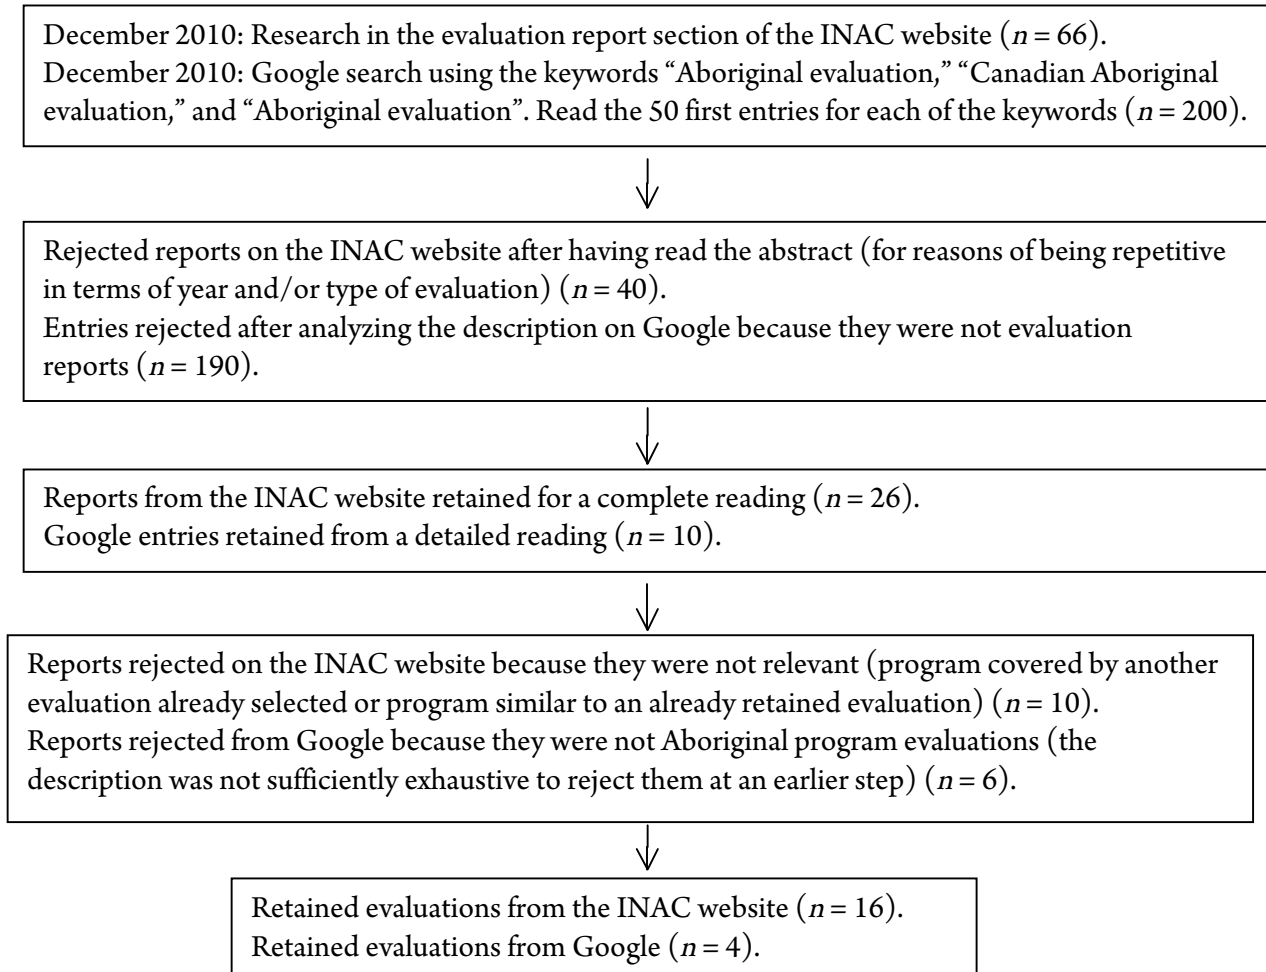 December 2010: Research in the evaluation report section of the INAC website (n = 66).
December 2010: Google search using the keywords “Aboriginal evaluation,” “Canadian Aboriginal
evaluation,” and “Aboriginal evaluation”. Read the 50 first entries for each of the keywords (n = 200).
Rejected reports on the INAC website after having read the abstract (for reasons of being repetitive
in terms of year and/or type of evaluation) (n = 40).
Entries rejected after analyzing the description on Google because they were not evaluation
reports (n = 190).
Reports from the INAC website retained for a complete reading (n = 26).
Google entries retained from a detailed reading (n = 10).
Reports rejected on the INAC website because they were not relevant (program covered by another
evaluation already selected or program similar to an already retained evaluation) (n = 10).
Reports rejected from Google because they were not Aboriginal program evaluations (the
description was not sufficiently exhaustive to reject them at an earlier step) (n = 6).
Retained evaluations from the INAC website (n = 16).
Retained evaluations from Google (n = 4).